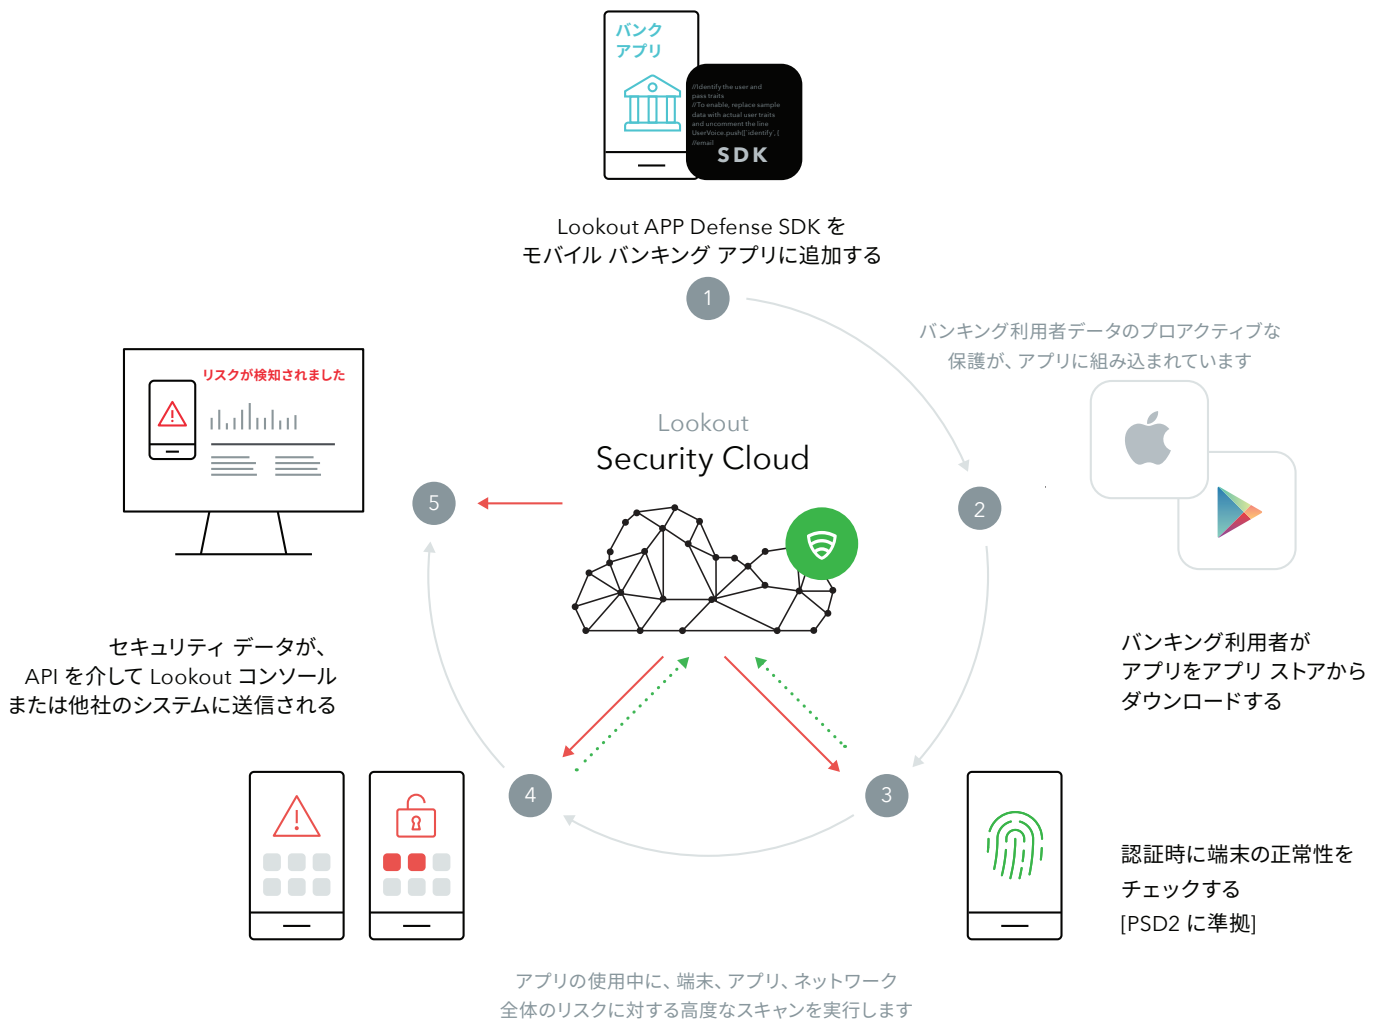 バンク
アプリ
//Identify the user and
pass traits
//To enable, replace sample
data with actual user traits
and uncomment the line
UserVoice.push(['identify', {
//email
SDK
Lookout APP Defense SDK を
モバイル バンキング アプリに追加する
1
バンキング利用者データのプロアクティブな
保護が、アプリに組み込まれています
リスクが検知されました
Lookout
Security Cloud
5
2
セキュリティ データが、
API を介して Lookout コンソール
または他社のシステムに送信される
バンキング利用者が
アプリをアプリ ストアから
ダウンロードする
4
3
認証時に端末の正常性を
チェックする
[PSD2 に準拠]
アプリの使用中に、端末、アプリ、ネットワーク
全体のリスクに対する高度なスキャンを実行します